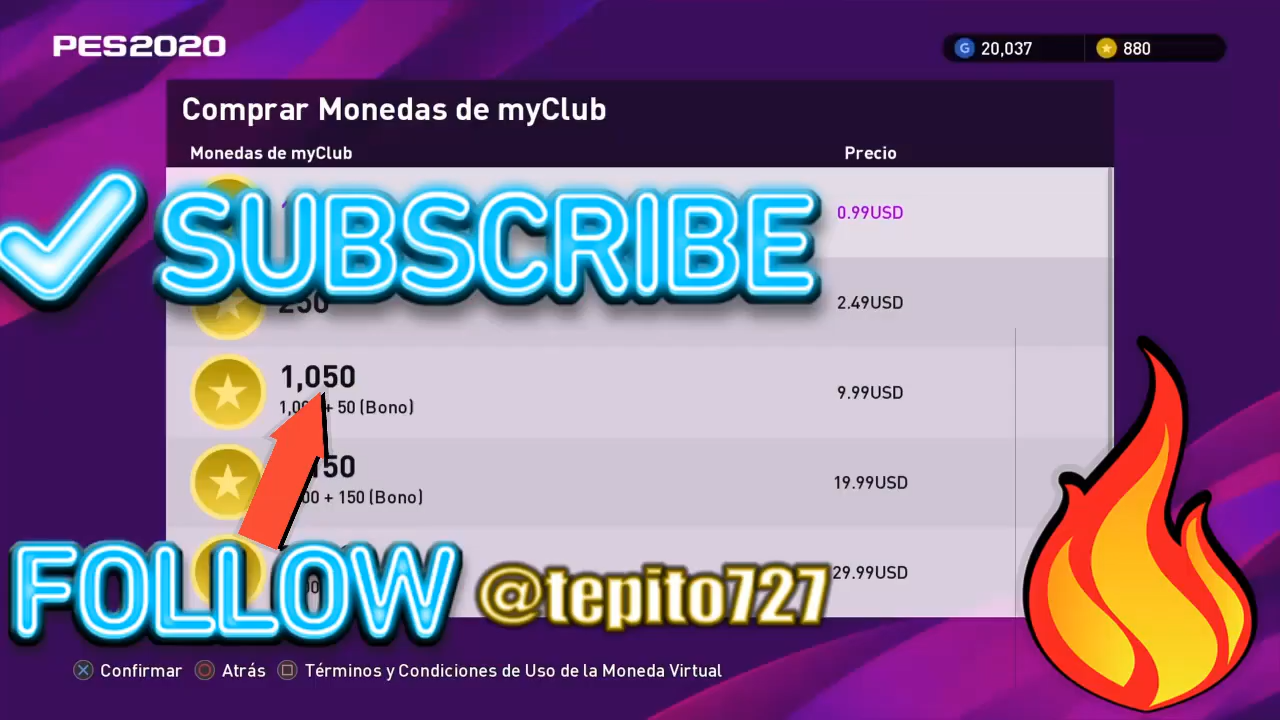 PES2020
20,037
880
Comprar Monedas de myClub
Monedas de myClub Precio
SUBSCRIBE
0.99USD
250 2.49USD
1,050
+ 50 (Bono)
9.99USD
+ 150 (Bono)
19.99USD
29.99USD
FOLLOW @tepito727
Confirmar Atrás Términos y Condiciones de Uso de la Moneda Virtual